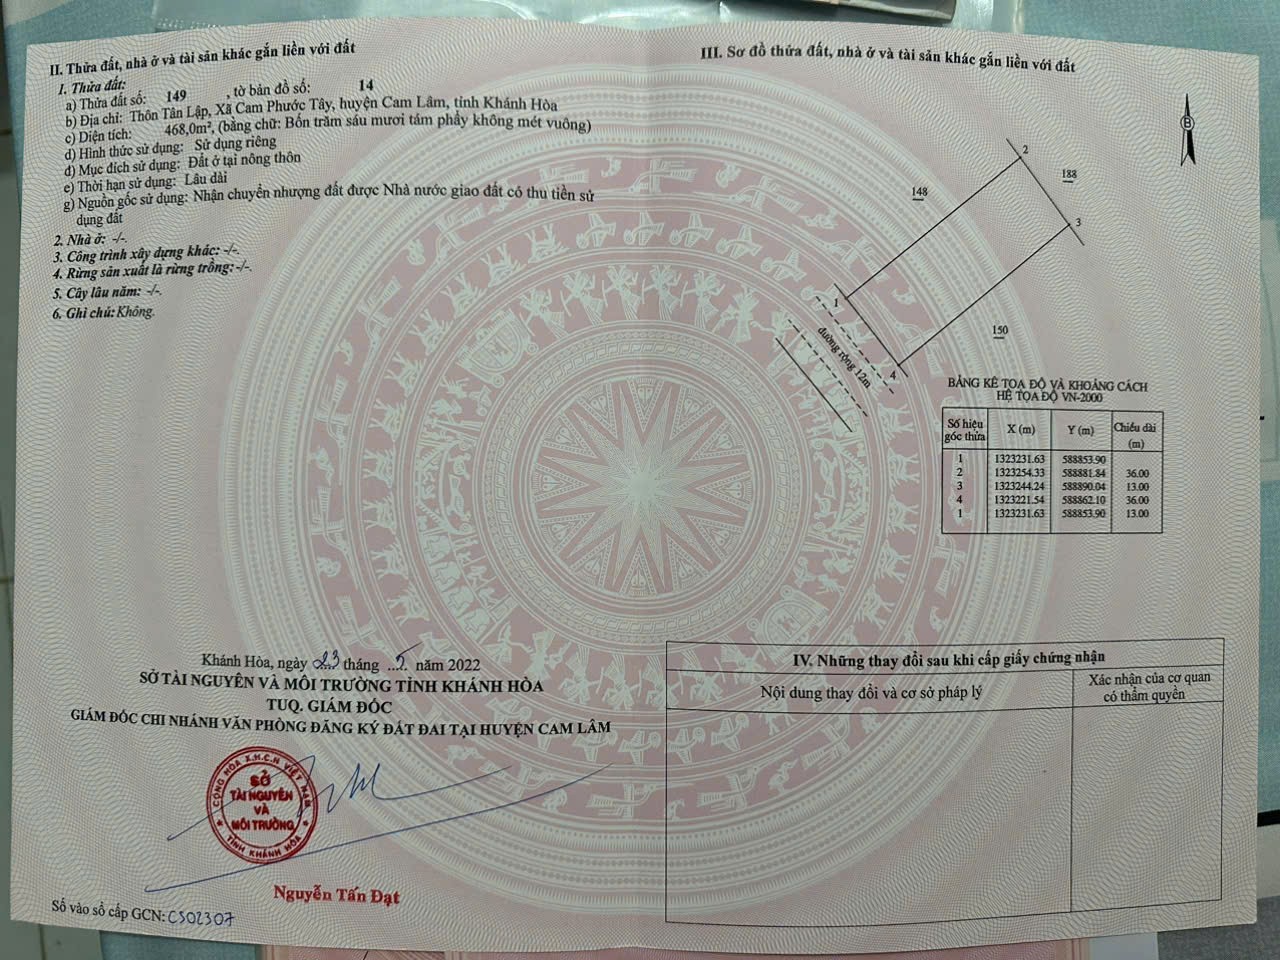 II. Thửa đất, nhà ở và tài sản khác gắn liền với đất
1. Thửa đất:
a) Thửa đất số: 149 , tờ bản đồ số: 14
b) Địa chỉ: Thôn Tân Lập, Xã Cam Phước Tây, huyện Cam Lâm, tỉnh Khánh Hòa
c) Diện tích: 468,0m², (bằng chữ: Bốn trăm sáu mươi tám phẩy không mét vuông)
d) Hình thức sử dụng: Sử dụng riêng
đ) Mục đích sử dụng: Đất ở tại nông thôn
e) Thời hạn sử dụng: Lâu dài
g) Nguồn gốc sử dụng: Nhận chuyển nhượng đất được Nhà nước giao đất có thu tiền sử
dụng đất
2. Nhà ở: -/-.
3. Công trình xây dựng khác: -/-.
4. Rừng sản xuất là rừng trồng: -/-.
5. Cây lâu năm: -/-.
6. Ghi chú: Không.
Khánh Hòa, ngày 23 tháng 5 năm 2022
SỞ TÀI NGUYÊN VÀ MÔI TRƯỜNG TỈNH KHÁNH HÒA
TUQ. GIÁM ĐỐC
GIÁM ĐỐC CHI NHÁNH VĂN PHÒNG ĐĂNG KÝ ĐẤT ĐAI TẠI HUYỆN CAM LÂM
CỘNG HÒA X.H.C.N VIỆT NAM
SỞ
TÀI NGUYÊN
VÀ
MÔI TRƯỜNG
TỈNH KHÁNH HÒA
Nguyễn Tấn Đạt
Số vào sổ cấp GCN: CS02307
III. Sơ đồ thửa đất, nhà ở và tài sản khác gắn liền với đất
B
2
188
148
3
1
150
đường rộng 12m
4
BẢNG KÊ TỌA ĐỘ VÀ KHOẢNG CÁCH
HỆ TỌA ĐỘ VN-2000
Số hiệu góc thửa X (m) Y (m) Chiều dài (m)
1 1323231.63 588853.90
2 1323254.33 588881.84 36.00
3 1323244.24 588890.04 13.00
4 1323221.54 588862.10 36.00
1 1323231.63 588853.90 13.00
IV. Những thay đổi sau khi cấp giấy chứng nhận
Nội dung thay đổi và cơ sở pháp lý
Xác nhận của cơ quan
có thẩm quyền